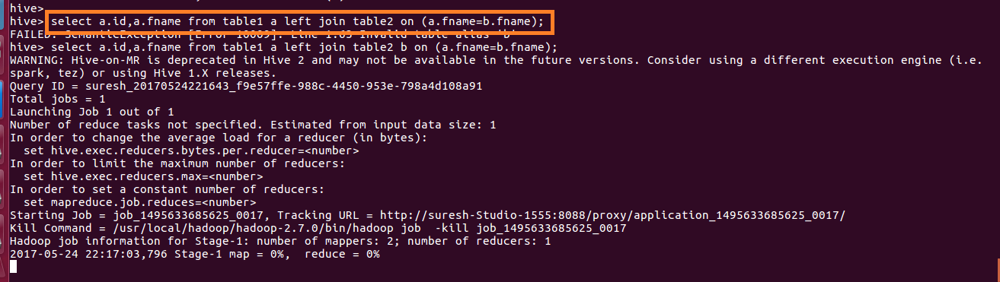 hive>
hive> select a.id,a.fname from table1 a left join table2 on (a.fname=b.fname);
FAILED: SemanticException [Error 10009]: Line 1:63 Invalid table alias 'b'
hive> select a.id,a.fname from table1 a left join table2 b on (a.fname=b.fname);
WARNING: Hive-on-MR is deprecated in Hive 2 and may not be available in the future versions. Consider using a different execution engine (i.e.
spark, tez) or using Hive 1.X releases.
Query ID = suresh_20170524221643_f9e57ffe-988c-4450-953e-798a4d108a91
Total jobs = 1
Launching Job 1 out of 1
Number of reduce tasks not specified. Estimated from input data size: 1
In order to change the average load for a reducer (in bytes):
  set hive.exec.reducers.bytes.per.reducer=<number>
In order to limit the maximum number of reducers:
  set hive.exec.reducers.max=<number>
In order to set a constant number of reducers:
  set mapreduce.job.reduces=<number>
Starting Job = job_1495633685625_0017, Tracking URL = http://suresh-Studio-1555:8088/proxy/application_1495633685625_0017/
Kill Command = /usr/local/hadoop/hadoop-2.7.0/bin/hadoop job  -kill job_1495633685625_0017
Hadoop job information for Stage-1: number of mappers: 2; number of reducers: 1
2017-05-24 22:17:03,796 Stage-1 map = 0%,  reduce = 0%